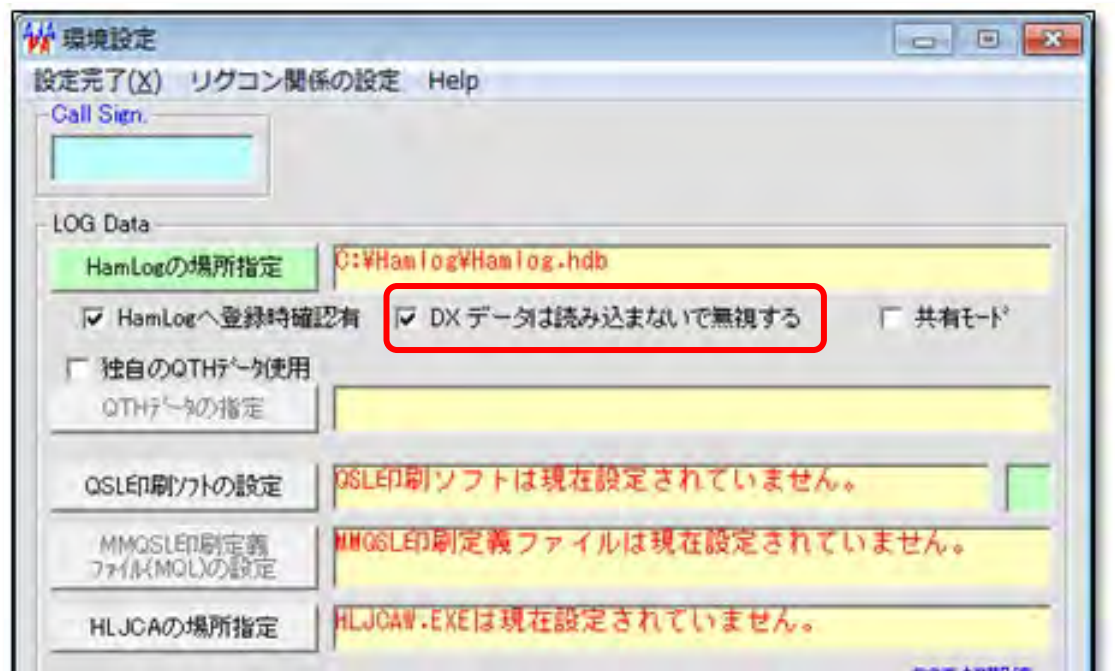 環境設定
設定完了(X) リグコン関係の設定 Help
Call Sign.
LOG Data
HamLogの場所指定 C:¥Hamlog¥Hamlog.hdb
HamLogへ登録時確認有 DX データは読み込まないで無視する 共有ﾓｰﾄﾞ
独自のQTHﾃﾞｰﾀ使用
QTHﾃﾞｰﾀの指定
QSL印刷ｿﾌﾄの設定 QSL印刷ソフトは現在設定されていません。
MMQSL印刷定義 MMQSL印刷定義ファイルは現在設定されていません。
ﾌｧｲﾙ(MQL)の設定
HLJCAの場所指定 HLJCAW.EXEは現在設定されていません。